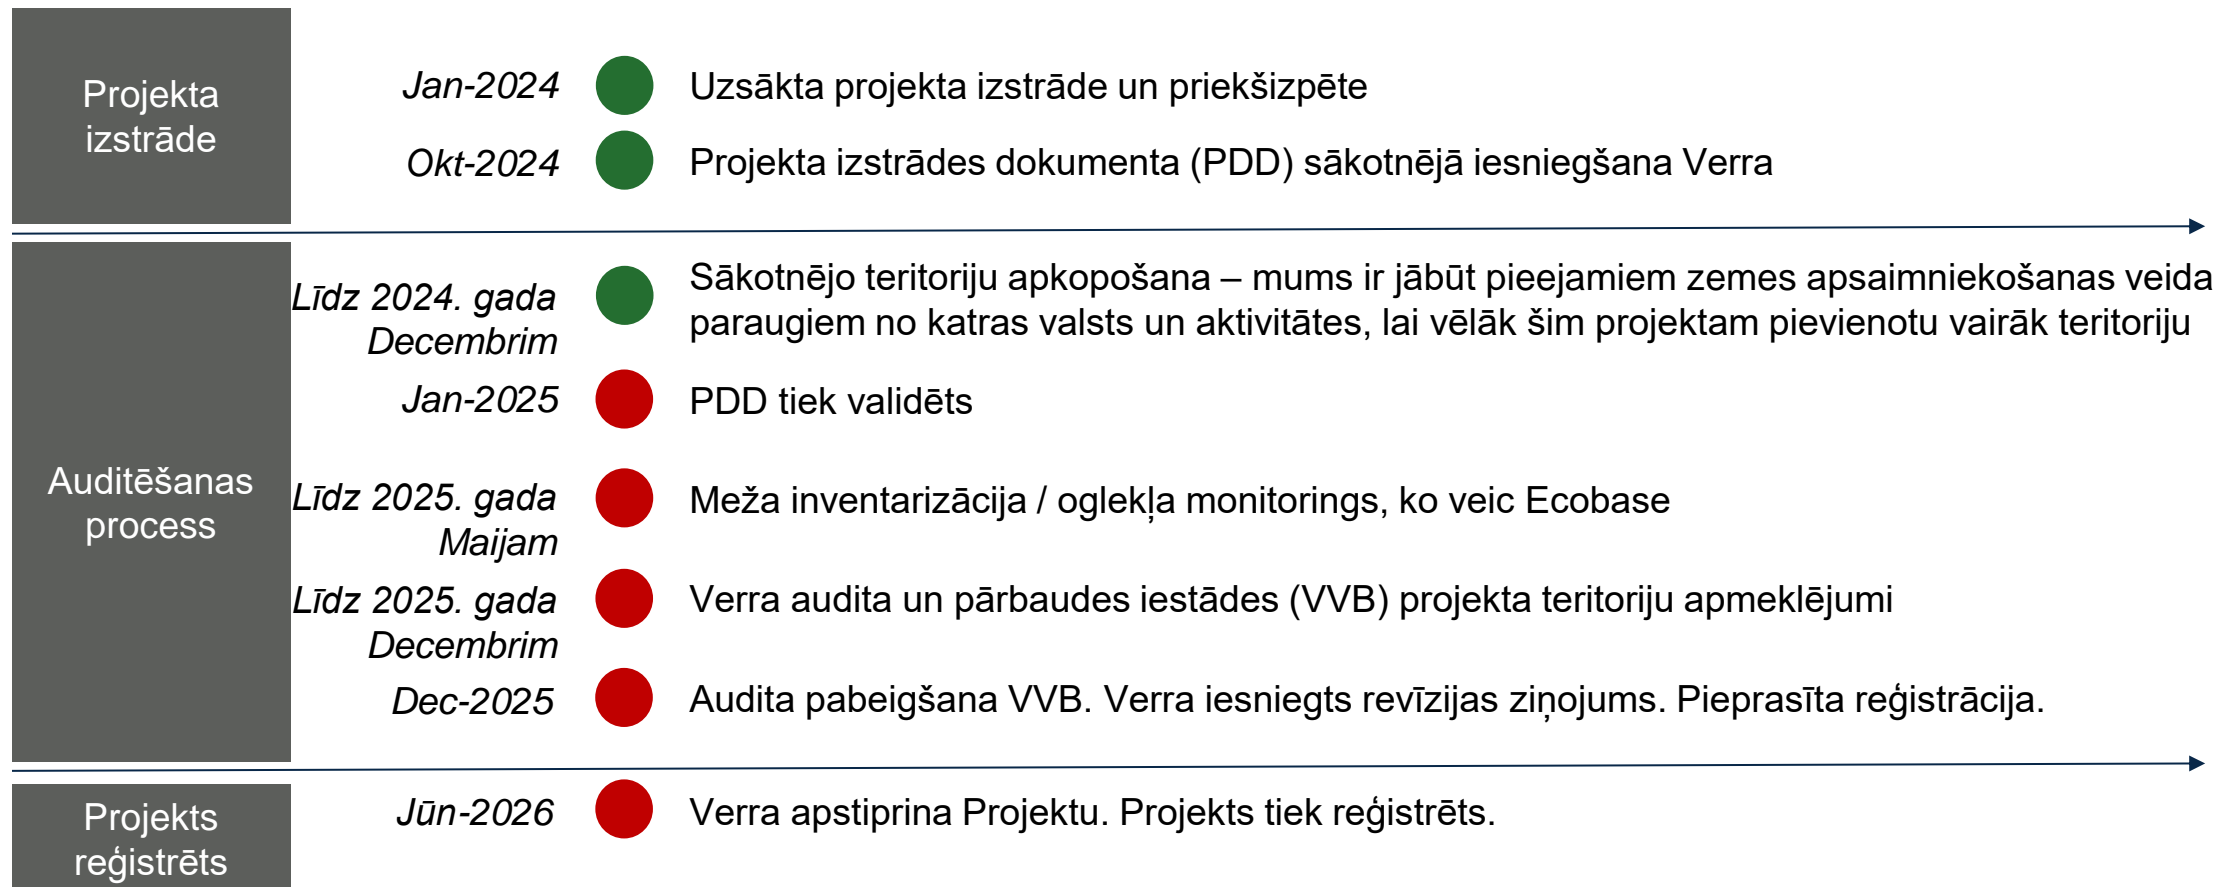 Projekta
izstrāde
Jan-2024
Uzsākta projekta izstrāde un priekšizpēte
Okt-2024
Projekta izstrādes dokumenta (PDD) sākotnējā iesniegšana Verra
Auditēšanas
process
Līdz 2024. gada
Decembrim
Sākotnējo teritoriju apkopošana – mums ir jābūt pieejamiem zemes apsaimniekošanas veida
paraugiem no katras valsts un aktivitātes, lai vēlāk šim projektam pievienotu vairāk teritoriju
Jan-2025
PDD tiek validēts
Līdz 2025. gada
Maijam
Meža inventarizācija / oglekļa monitorings, ko veic Ecobase
Līdz 2025. gada
Decembrim
Verra audita un pārbaudes iestādes (VVB) projekta teritoriju apmeklējumi
Dec-2025
Audita pabeigšana VVB. Verra iesniegts revīzijas ziņojums. Pieprasīta reģistrācija.
Projekts
reģistrēts
Jūn-2026
Verra apstiprina Projektu. Projekts tiek reģistrēts.